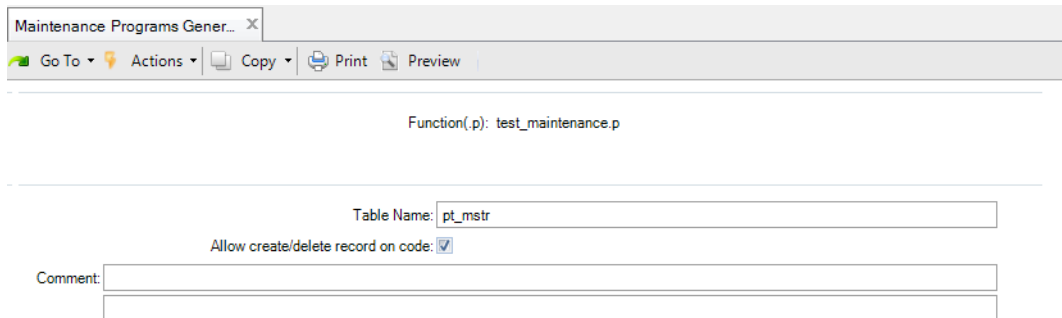 Maintenance Programs Gener...
Go To Actions Copy Print Preview
Function(.p): test_maintenance.p
Table Name: pt_mstr
Allow create/delete record on code:
Comment: